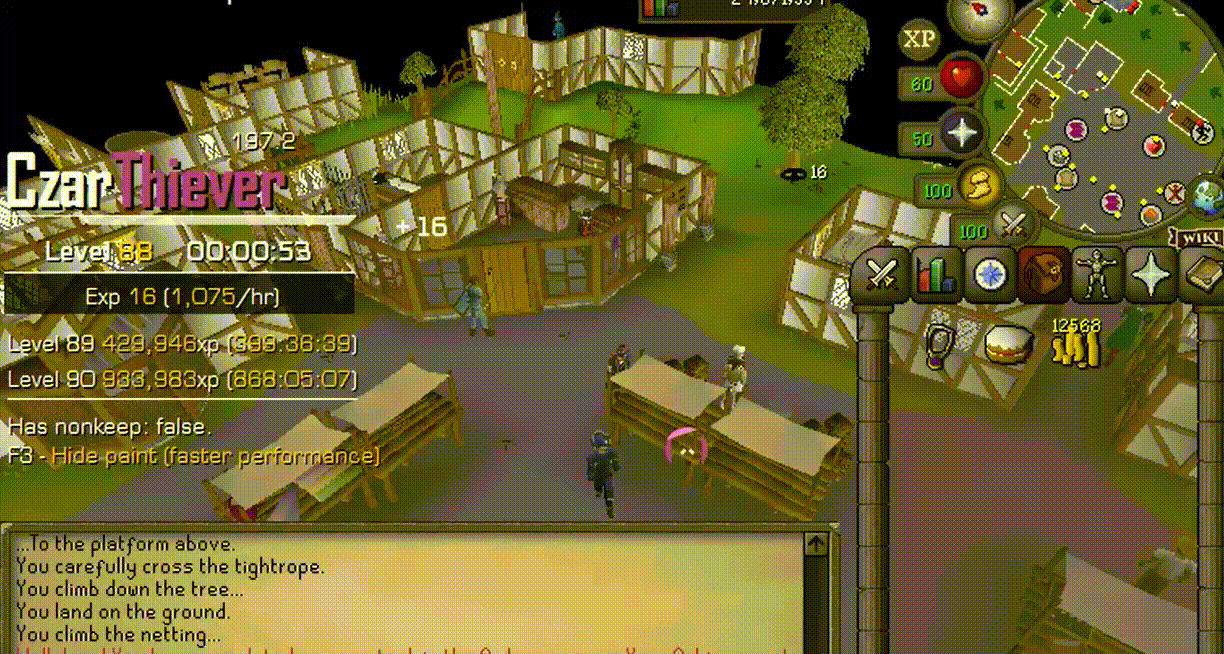 XP
60
197.2
50
CzarThiever
16
100
+ 16
100
WIKI
Level 88 00:00:53
Exp 16 (1,075/hr)
12568
Level 89 429,946xp (399:36:39)
Level 90 933,983xp (868:05:07)
Has nonkeep: false.
F3 - Hide paint (faster performance)
...To the platform above.
You carefully cross the tightrope.
You climb down the tree...
You land on the ground.
You climb the netting...